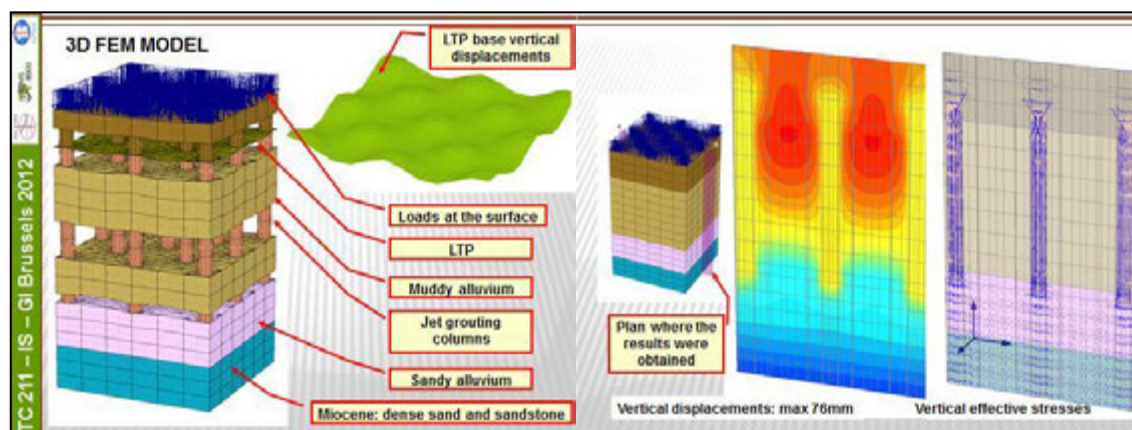 TC 211 – IS – GI Brussels 2012
3D FEM MODEL
LTP base vertical
displacements
Loads at the surface
LTP
Muddy alluvium
Jet grouting
columns
Sandy alluvium
Miocene: dense sand and sandstone
Plan where the
results were
obtained
Vertical displacements: max 76mm
Vertical effective stresses